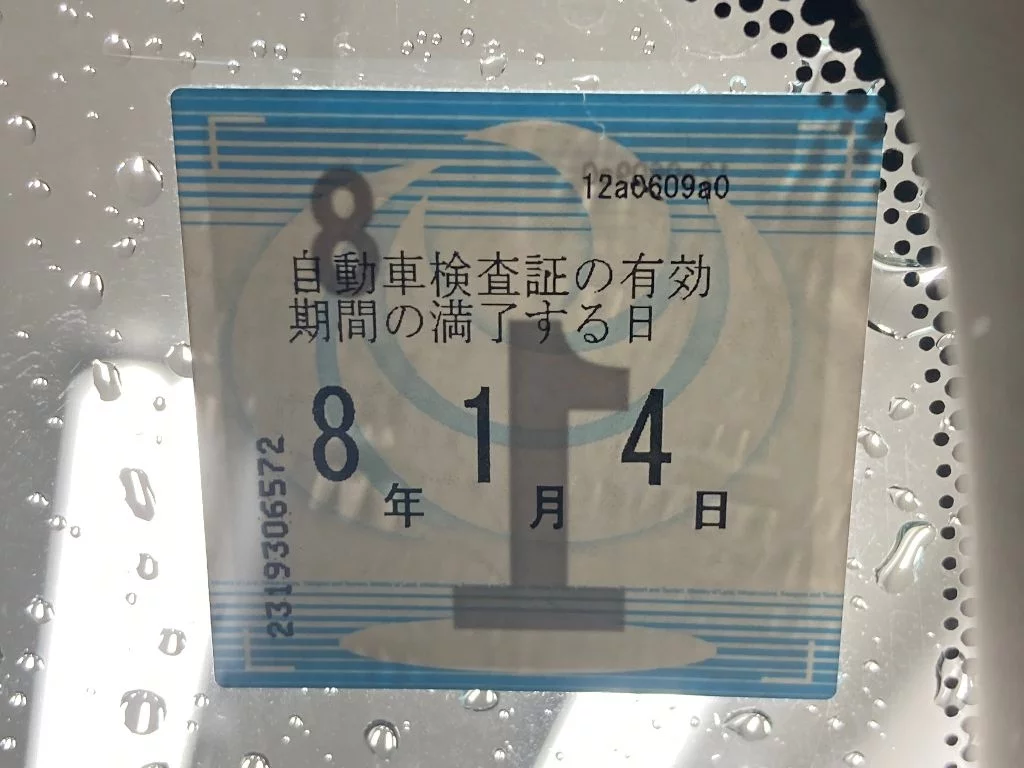 12a0609a0
8
自動車検査証の有効
期間の満了する日
8年 1月 4日
1
2319306572